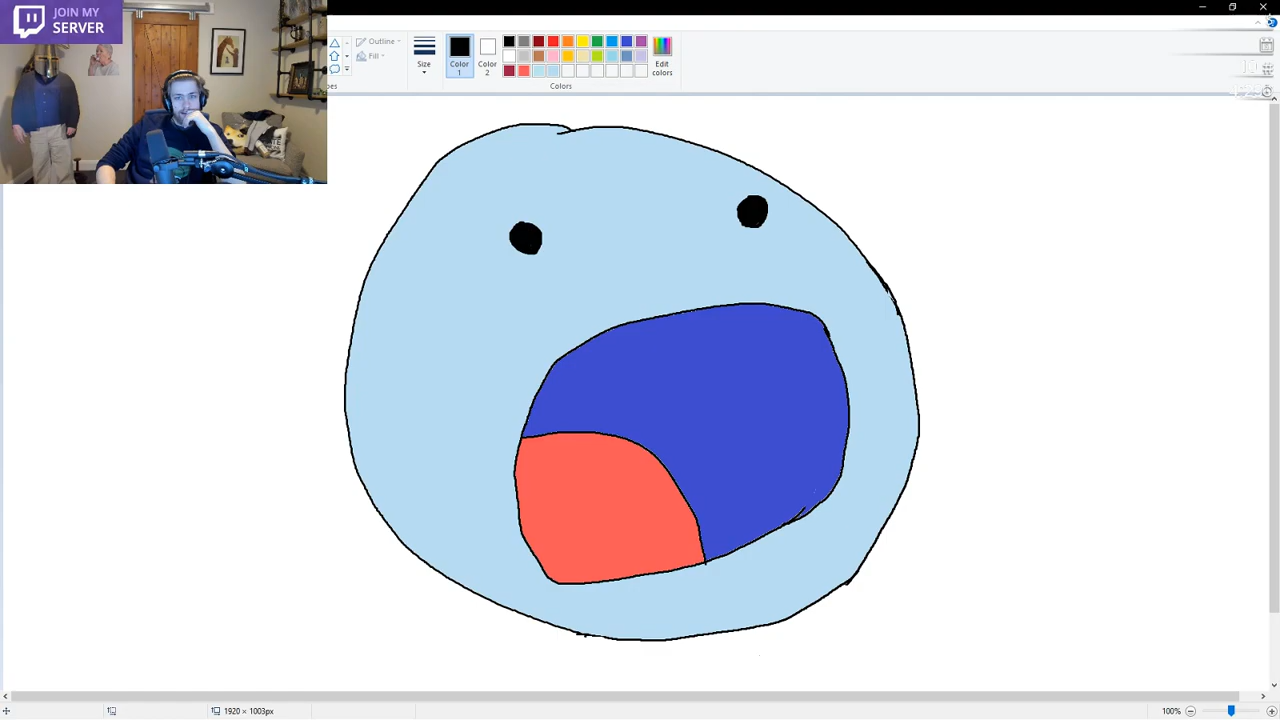 JOIN MY
SERVER
Outline
Fill
Size
Color
1
Color
2
Edit
colors
Colors
1920 × 1003px
100%